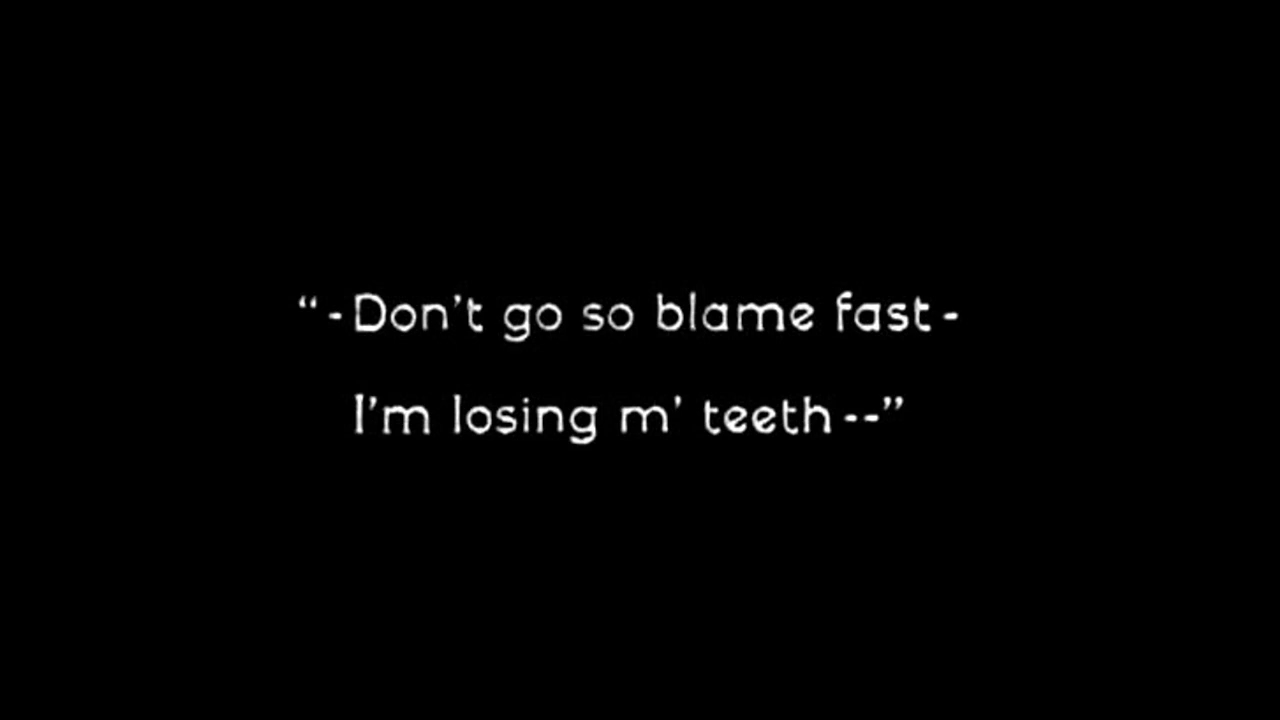 “-Don’t go so blame fast-
I’m losing m’ teeth--”